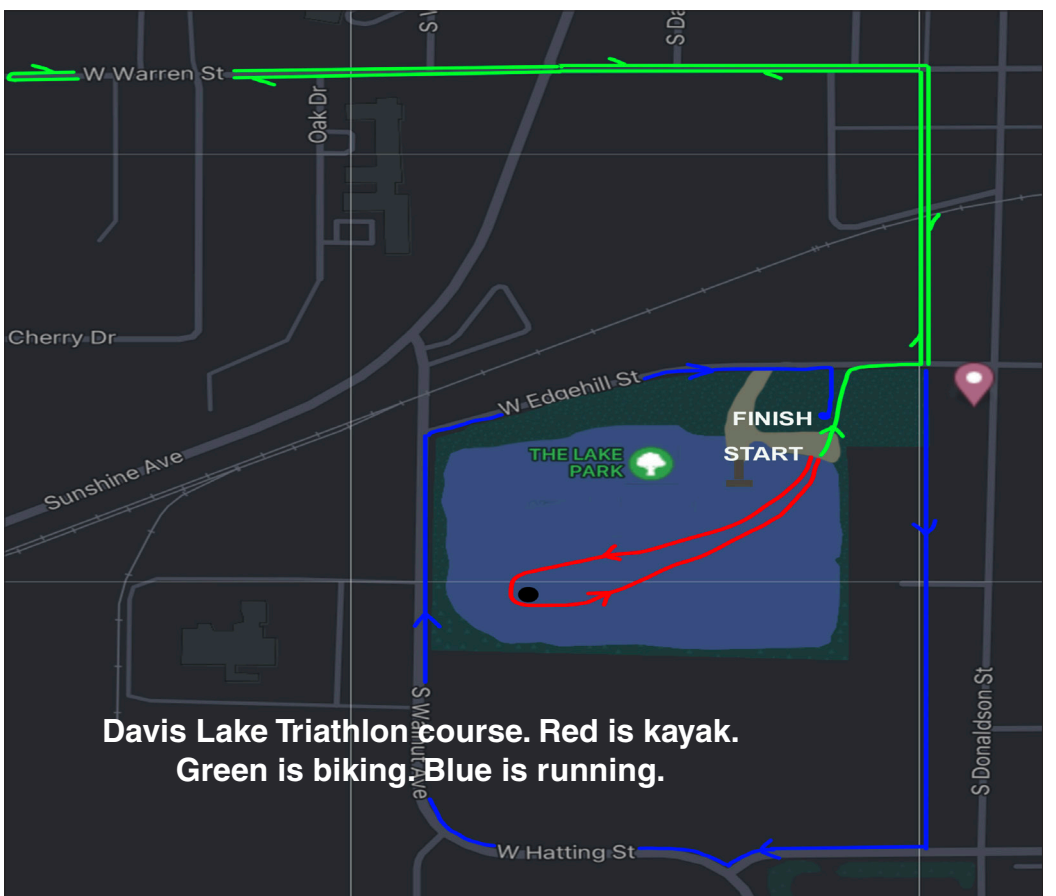 S W
S Da
W Warren St
Oak Dr
Cherry Dr
W Edgehill St
FINISH
START
THE LAKE
PARK
Sunshine Ave
S Walnut Ave
S Donaldson St
Davis Lake Triathlon course. Red is kayak.
Green is biking. Blue is running.
W Hatting St